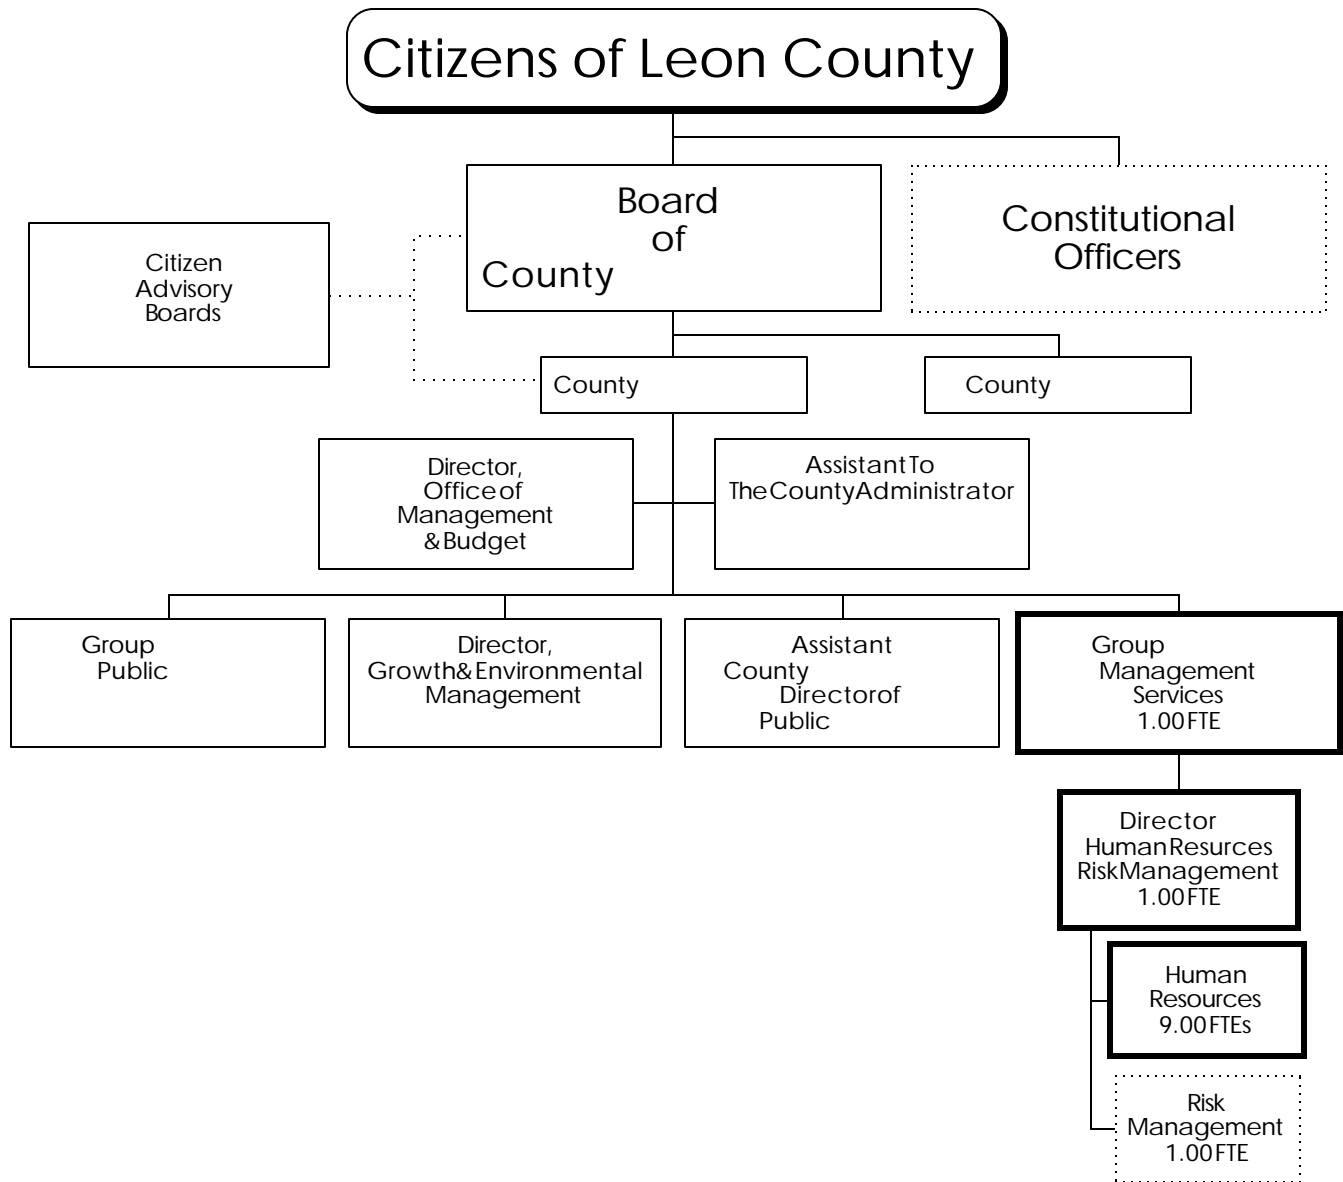 Citizens of Leon County
Board
of
County
Constitutional
Officers
Citizen
Advisory
Boards
County
County
Director,
Office of
Management
& Budget
Assistant To
The County Administrator
Group
Public
Director,
Growth & Environmental
Management
Assistant
County
Director of
Public
Group
Management
Services
1.00 FTE
Director
Human Resurces
Risk Management
1.00 FTE
Human
Resources
9.00 FTEs
Risk
Management
1.00 FTE